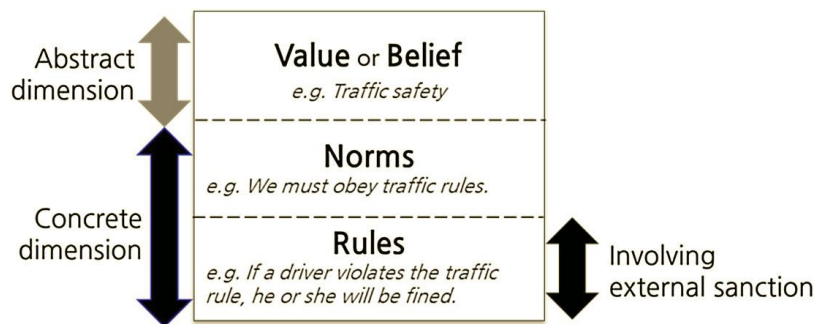 Abstract
dimension
Value or Belief
e.g. Traffic safety
Norms
e.g. We must obey traffic rules.
Concrete
dimension
Rules
e.g. If a driver violates the traffic
rule, he or she will be fined.
Involving
external sanction